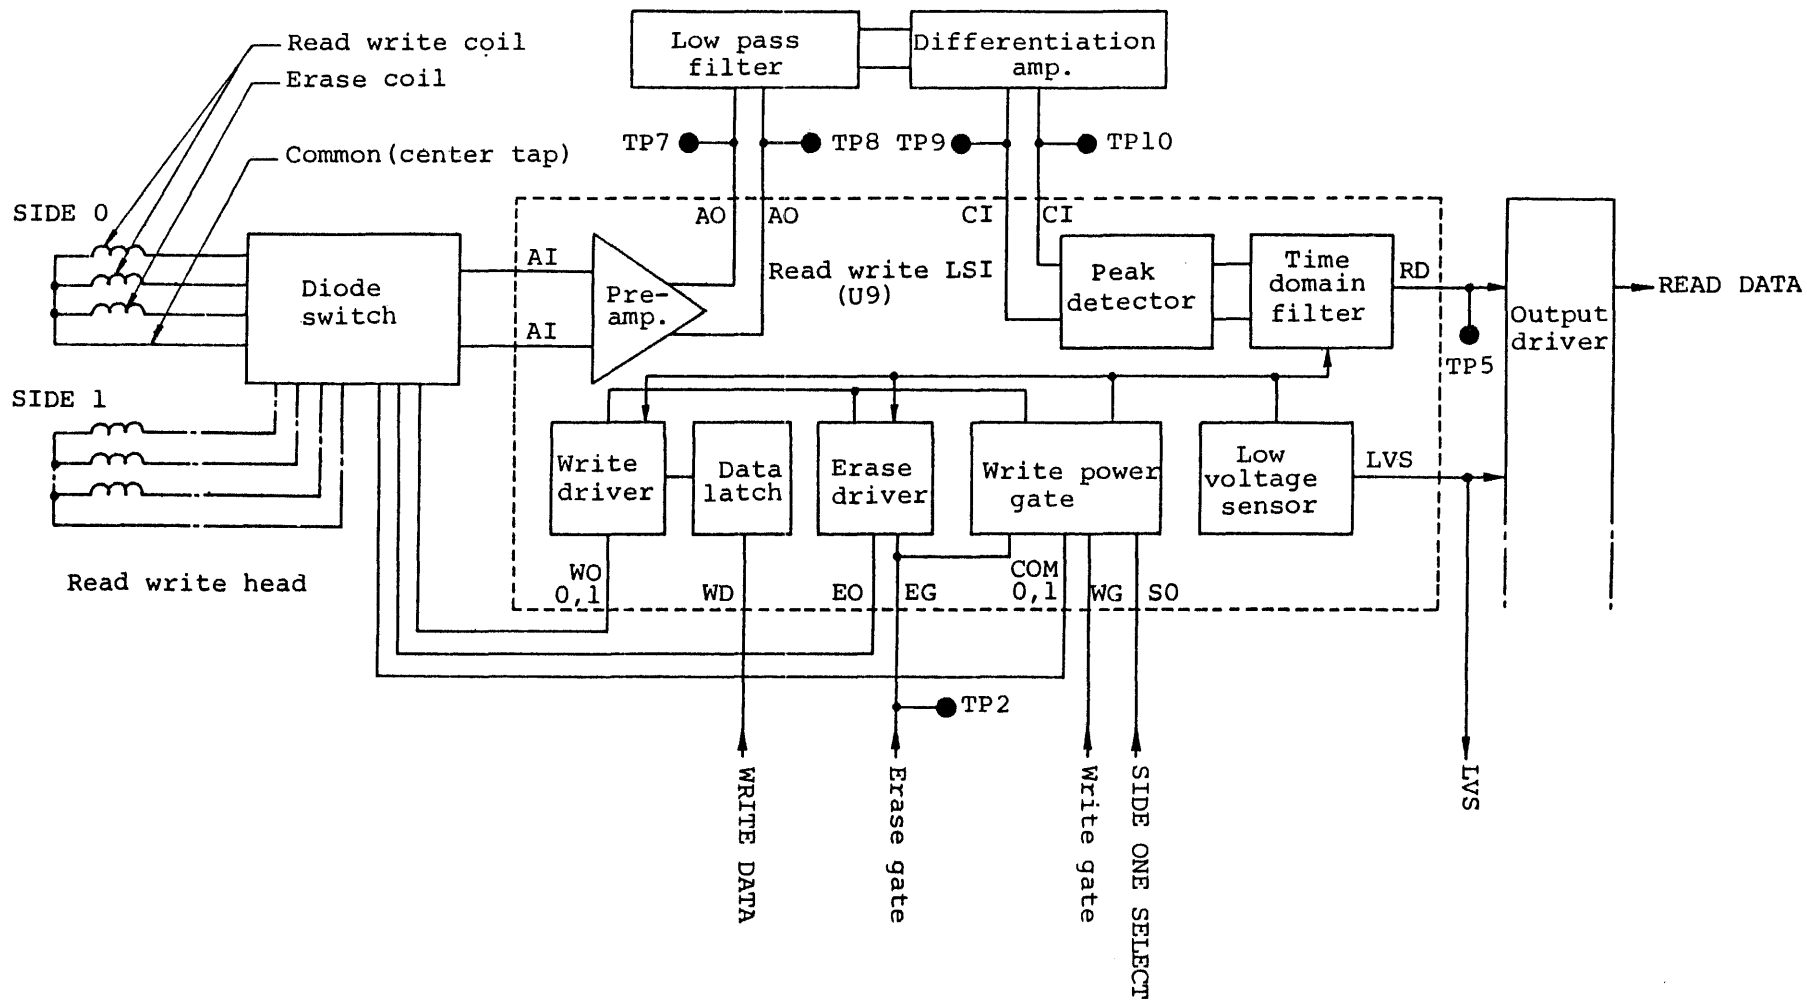 Read write coil
Erase coil
Common(center tap)
Low pass
filter
Differentiation
amp.
TP7
TP8
TP9
TP10
SIDE 0
AO
AO
CI
CI
Diode
switch
AI
AI
Pre-
amp.
Read write LSI
(U9)
Peak
detector
Time
domain
filter
RD
TP5
Output
driver
READ DATA
SIDE 1
Read write head
Write
driver
Data
latch
Erase
driver
Write power
gate
Low
voltage
sensor
LVS
WO
0,1
WD
EO
EG
COM
0,1
WG
SO
TP2
WRITE DATA
Erase gate
Write gate
SIDE ONE SELECT
LVS